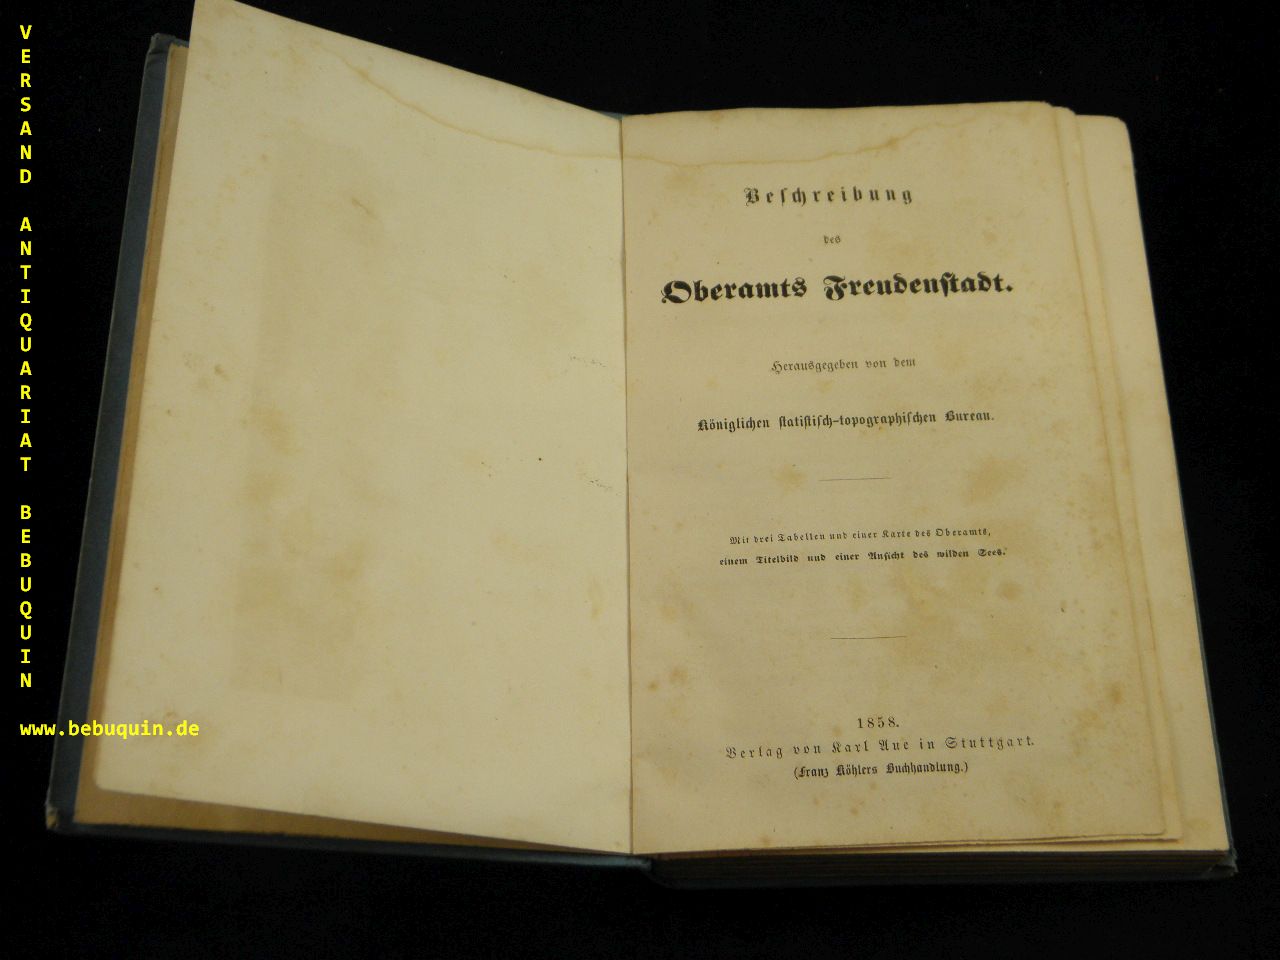 VERSAND ANTIQUARIAT BEBUQUIN
www.bebuquin.de
Beſchreibung
des
Oberamts Freudenſtadt.
Herausgegeben von dem
Königlichen ſtatiſtiſch-topographiſchen Bureau.
Mit drei Tabellen und einer Karte des Oberamts,
einem Titelbild und einer Anſicht des wilden Sees.
1858.
Verlag von Karl Aue in Stuttgart.
(Franz Köhlers Buchhandlung.)